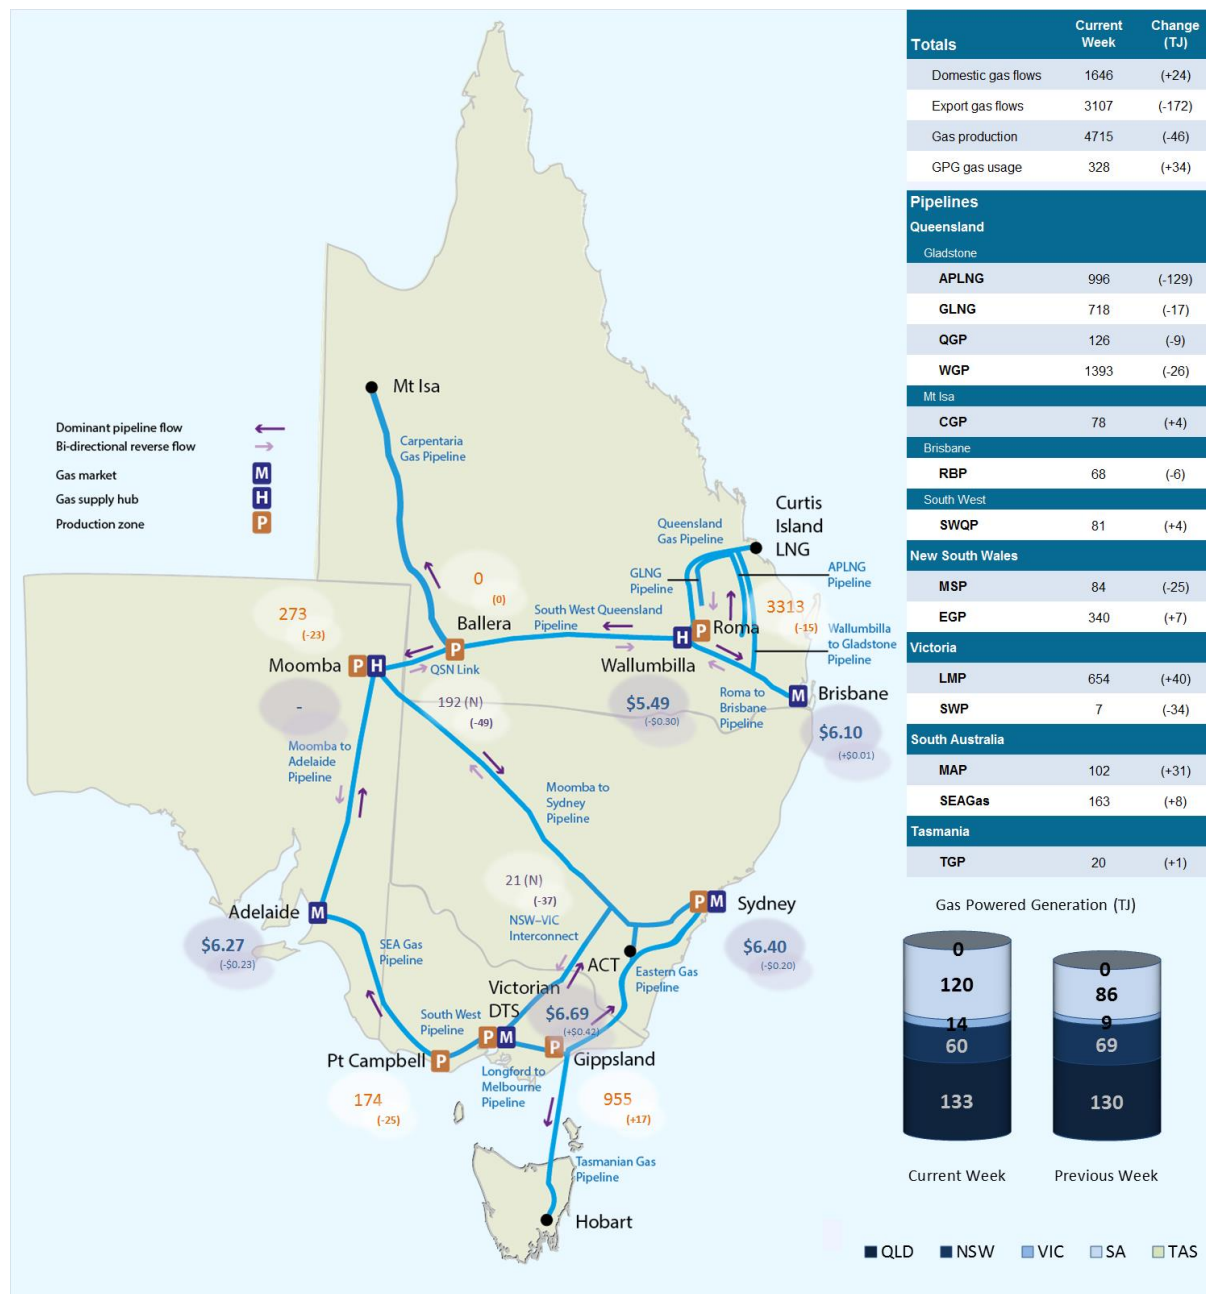 Totals Current Week Change (TJ)
Domestic gas flows 1646 (+24)
Export gas flows 3107 (-172)
Gas production 4715 (-46)
GPG gas usage 328 (+34)
Pipelines
Queensland
Gladstone
APLNG 996 (-129)
GLNG 718 (-17)
QGP 126 (-9)
WGP 1393 (-26)
Mt Isa
CGP 78 (+4)
Brisbane
RBP 68 (-6)
South West
SWQP 81 (+4)
New South Wales
MSP 84 (-25)
EGP 340 (+7)
Victoria
LMP 654 (+40)
SWP 7 (-34)
South Australia
MAP 102 (+31)
SEAGas 163 (+8)
Tasmania
TGP 20 (+1)
Dominant pipeline flow
Bi-directional reverse flow
Gas market M
Gas supply hub H
Production zone P
Mt Isa
Carpentaria
Gas Pipeline
Curtis
Island
LNG
Queensland
Gas Pipeline
GLNG
Pipeline
APLNG
Pipeline
0
(0)
3313
(-15)
273
(-23)
Ballera
P
South West Queensland
Pipeline
H
P
Roma
Wallumbilla
to Gladstone
Pipeline
Moomba
P H
QSN Link
Wallumbilla
-
192 (N)
(-49)
$5.49
(-$0.30)
Roma to
Brisbane
Pipeline
M
Brisbane
$6.10
(+$0.01)
Moomba to
Adelaide
Pipeline
Moomba to
Sydney
Pipeline
21 (N)
(-37)
NSW–VIC
Interconnect
P M
Sydney
Adelaide
M
$6.27
(-$0.23)
SEA Gas
Pipeline
$6.40
(-$0.20)
ACT
Eastern Gas
Pipeline
Victorian
DTS
$6.69
(+$0.42)
South West
Pipeline
P M
P
Gippsland
Pt Campbell
P
Longford to
Melbourne
Pipeline
174
(-25)
955
(+17)
Tasmanian Gas
Pipeline
Hobart
Gas Powered Generation (TJ)
0
120
14
60
133
0
86
9
69
130
Current Week
Previous Week
QLD NSW VIC SA TAS